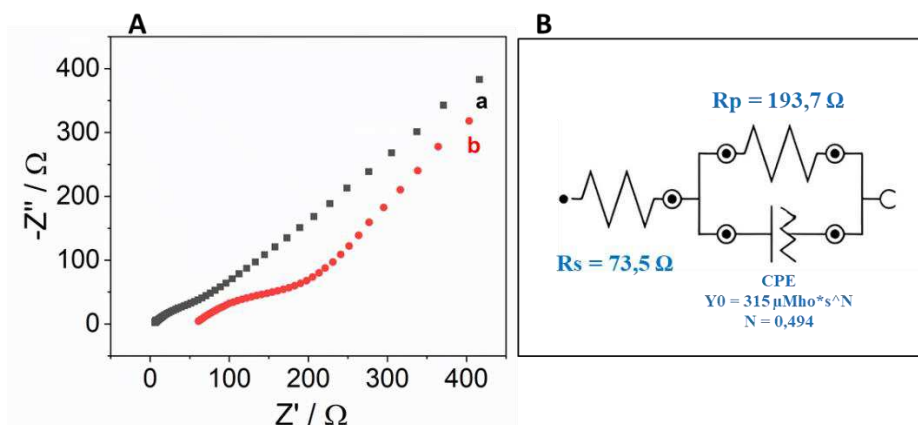 A
400
300
200
100
0
-Z" / Ω
0
100
200
300
400
Z' / Ω
a
b
B
Rp = 193,7 Ω
Rs = 73,5 Ω
CPE
Y0 = 315 µMho*s^N
N = 0,494